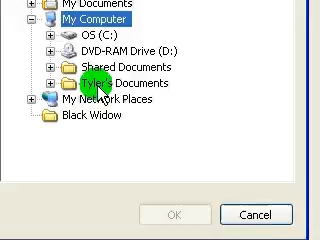 My Documents
My Computer
OS (C:)
DVD-RAM Drive (D:)
Shared Documents
Tyler's Documents
My Network Places
Black Widow
OK
Cancel